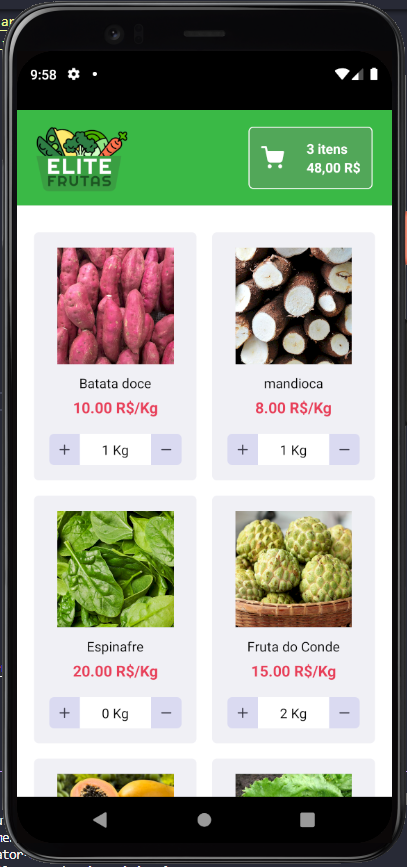 9:58
ELITE
FRUTAS
3 itens
48,00 R$
Batata doce
10.00 R$/Kg
+ 1 Kg −
mandioca
8.00 R$/Kg
+ 1 Kg −
Espinafre
20.00 R$/Kg
+ 0 Kg −
Fruta do Conde
15.00 R$/Kg
+ 2 Kg −